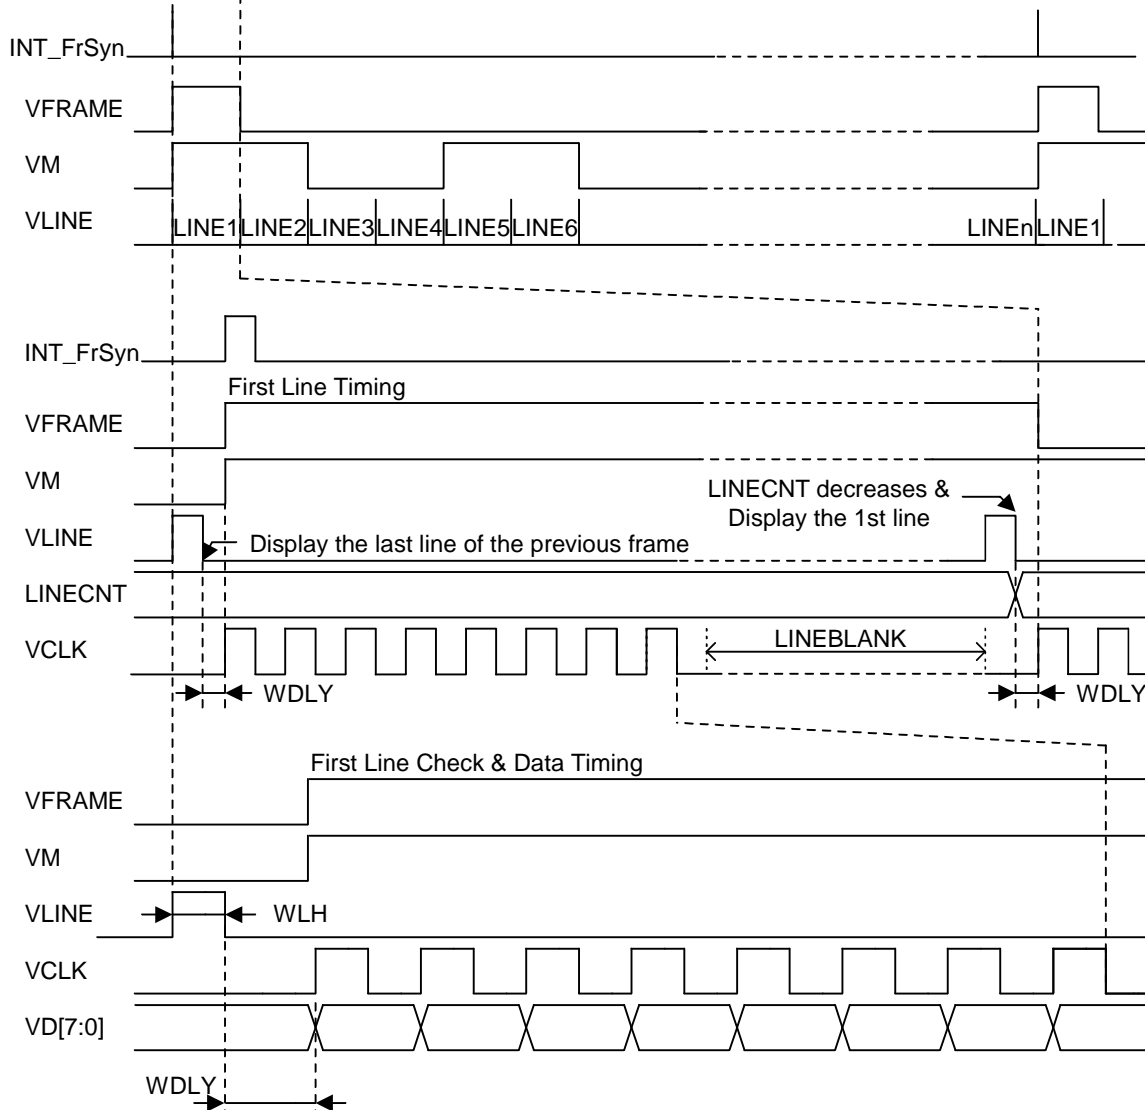 INT_FrSyn
VFRAME
VM
VLINE
LINE1 LINE2 LINE3 LINE4 LINE5 LINE6 LINEn LINE1
INT_FrSyn
First Line Timing
VFRAME
VM
LINECNT decreases &
Display the 1st line
VLINE
Display the last line of the previous frame
LINECNT
VCLK
LINEBLANK
WDLY WDLY
First Line Check & Data Timing
VFRAME
VM
VLINE
WLH
VCLK
VD[7:0]
WDLY